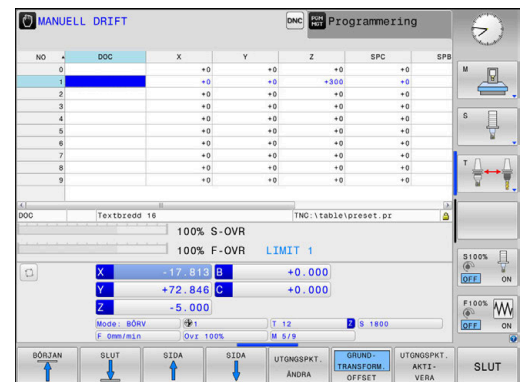 MANUELL DRIFT DNC PGM MGT Programmering
NO DOC X Y Z SPC SPB
0 +0 +0 +0 +0
1 +0 +0 +300 +0
2 +0 +0 +0 +0
3 +0 +0 +0 +0
4 +0 +0 +0 +0
5 +0 +0 +0 +0
6 +0 +0 +0 +0
7 +0 +0 +0 +0
8 +0 +0 +0 +0
9 +0 +0 +0 +0
DOC Textbredd 16 TNC:\table\preset.pr
100% S-OVR
100% F-OVR LIMIT 1
X -17.813 B +0.000
Y +72.846 C +0.000
Z -5.000
Mode: BÖRV 1 T 12 Z S 1800
F 0mm/min Ovr 100% M 5/9
M
S
T
S100%
OFF ON
F100%
OFF ON
BÖRJAN SLUT SIDA SIDA UTGNGSPKT. ÄNDRA GRUND-TRANSFORM. OFFSET UTGNGSPKT. AKTI-VERA SLUT